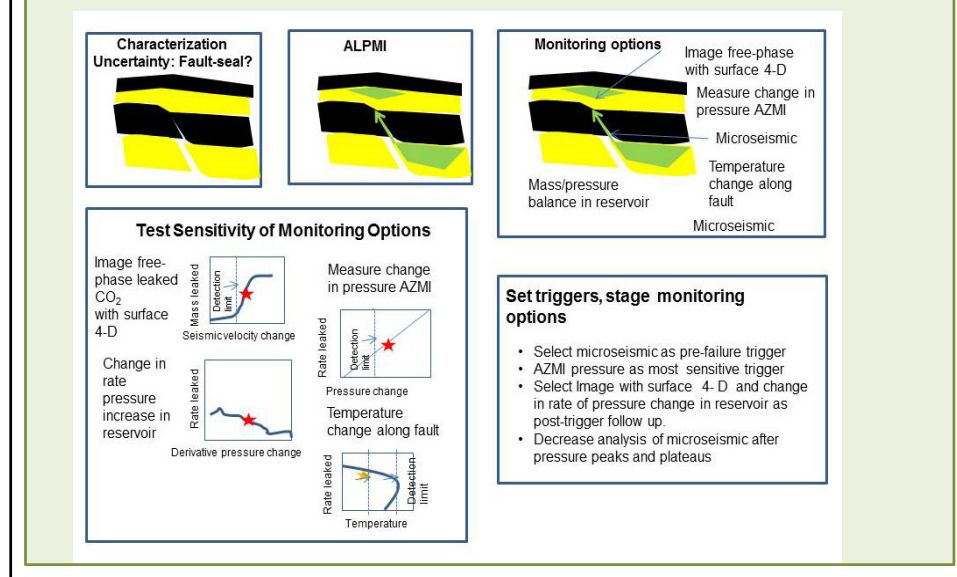 Characterization
Uncertainty: Fault-seal?
ALPMI
Monitoring options
Image free-phase
with surface 4-D
Measure change in
pressure AZMI
Microseismic
Temperature
change along
fault
Mass/pressure
balance in reservoir
Microseismic
Test Sensitivity of Monitoring Options
Image free-
phase leaked
CO2
with surface
4-D
Mass leaked
Detection
limit
Seismic velocity change
Measure change
in pressure AZMI
Rate leaked
Detection
limit
Pressure change
Change in
rate
pressure
increase in
reservoir
Rate leaked
Derivative pressure change
Temperature
change along fault
Rate leaked
Detection
limit
Temperature
Set triggers, stage monitoring
options
• Select microseismic as pre-failure trigger
• AZMI pressure as most sensitive trigger
• Select Image with surface 4- D and change
in rate of pressure change in reservoir as
post-trigger follow up.
• Decrease analysis of microseismic after
pressure peaks and plateaus